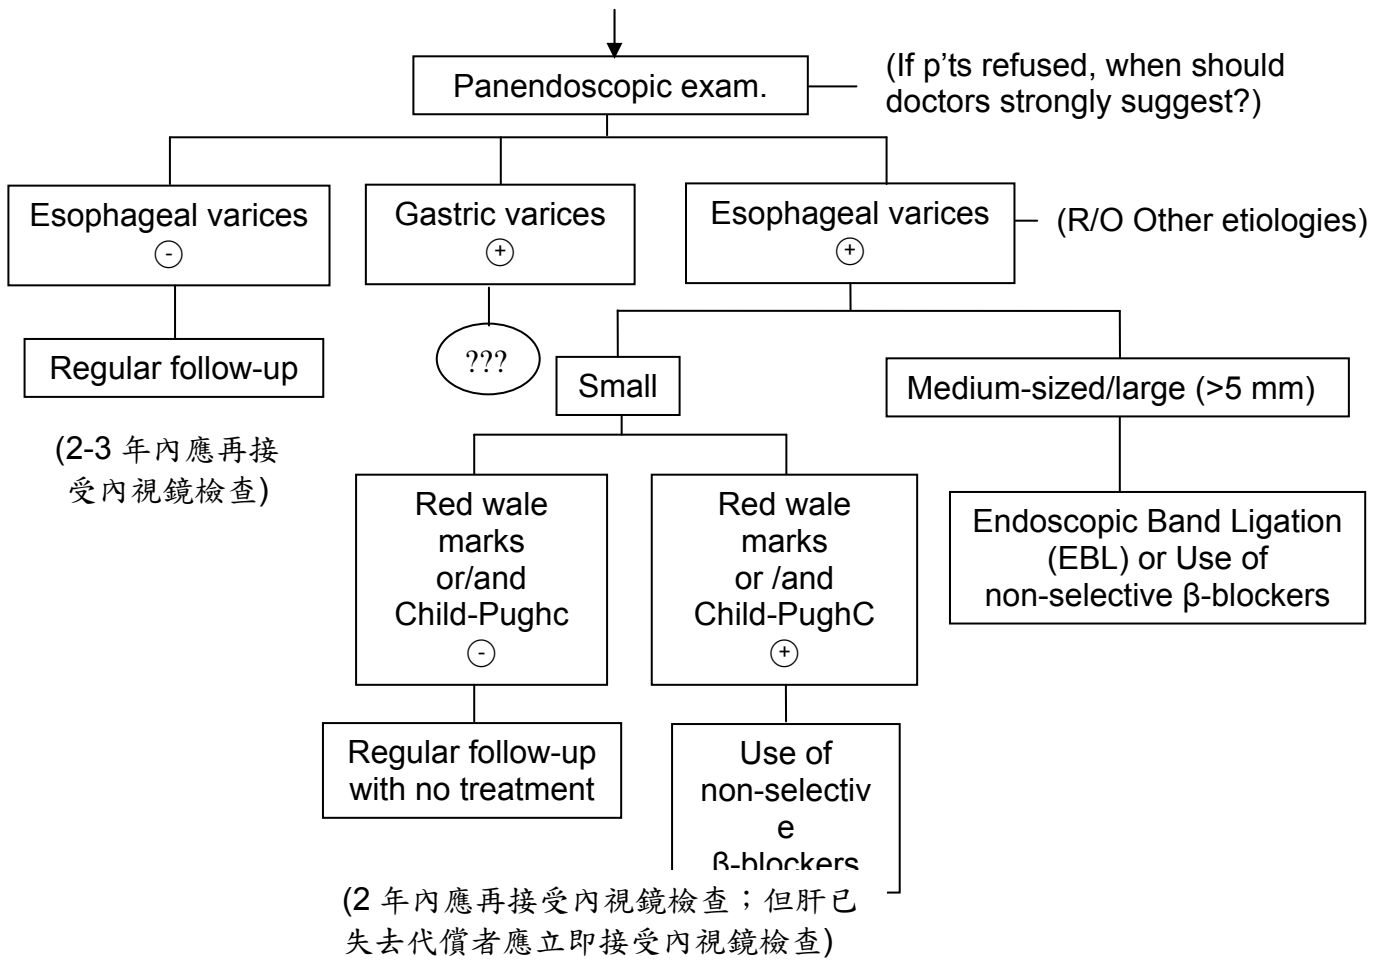 Panendoscopic exam.
(If p'ts refused, when should
doctors strongly suggest?)
Esophageal varices
-
Gastric varices
+
Esophageal varices
+
(R/O Other etiologies)
Regular follow-up
(2-3 年內應再接
受內視鏡檢查)
???
Small
Medium-sized/large (>5 mm)
Red wale
marks
or/and
Child-Pughc
-
Red wale
marks
or /and
Child-PughC
+
Endoscopic Band Ligation
(EBL) or Use of
non-selective β-blockers
Regular follow-up
with no treatment
Use of
non-selectiv
e
β-blockers
(2 年內應再接受內視鏡檢查；但肝已
失去代償者應立即接受內視鏡檢查)